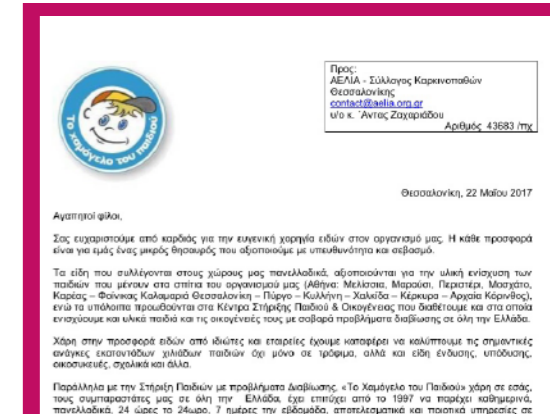 Το χαμόγελο του παιδιού
Προς:
ΑΕΛΙΑ - Σύλλογος Καρκινοπαθών
Θεσσαλονίκης
contact@aelia.org.gr
υ/ο κ. ΄Αντας Ζαχαριάδου
Αριθμός 43683 /πχ
Θεσσαλονίκη, 22 Μαΐου 2017
Αγαπητοί φίλοι,
Σας ευχαριστούμε από καρδιάς για την ευγενική χορηγία ειδών στον οργανισμό μας. Η κάθε προσφορά
είναι για εμάς ένας μικρός θησαυρός που αξιοποιούμε με υπευθυνότητα και σεβασμό.
Τα είδη που συλλέγονται στους χώρους μας πανελλαδικά, αξιοποιούνται για την υλική ενίσχυση των
παιδιών που μένουν στα σπίτια του οργανισμού μας (Αθήνα: Μελίσσια, Μαρούσι, Περιστέρι, Μοσχάτο,
Καρέας – Φοίνικας Καλαμαριά Θεσσαλονίκη – Πύργο – Κυλλήνη – Χαλκίδα – Κέρκυρα – Αρχαία Κόρινθος),
ενώ τα υπόλοιπα προωθούνται στα Κέντρα Στήριξης Παιδιού & Οικογένειας που διαθέτουμε και στα οποία
ενισχύουμε και υλικά παιδιά και τις οικογένειές τους με σοβαρά προβλήματα διαβίωσης σε όλη την Ελλάδα.
Χάρη στην προσφορά ειδών από ιδιώτες και εταιρείες έχουμε καταφέρει να καλύπτουμε τις σημαντικές
ανάγκες εκατοντάδων χιλιάδων παιδιών όχι μόνο σε τρόφιμα, αλλά και είδη ένδυσης, υπόδυσης,
οικοσυσκευές, σχολικά και άλλα.
Παράλληλα με την Στήριξη Παιδιών με προβλήματα Διαβίωσης, «Το Χαμόγελο του Παιδιού» χάρη σε εσάς,
τους συμπαραστάτες μας σε όλη την Ελλάδα, έχει επιτύχει από το 1997 να παρέχει καθημερινά,
πανελλαδικά, 24 ώρες το 24ωρο, 7 ημέρες την εβδομάδα, αποτελεσματικά και ποιοτικά υπηρεσίες σε